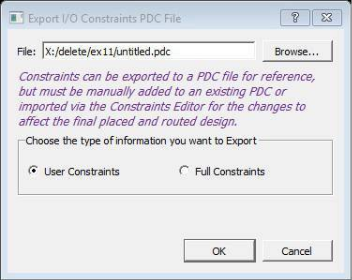 Export I/O Constraints PDC File
File: X:/delete/ex11/untitled.pdc Browse...
Constraints can be exported to a PDC file for reference,
but must be manually added to an existing PDC or
imported via the Constraints Editor for the changes to
affect the final placed and routed design.
Choose the type of information you want to Export
User Constraints Full Constraints
OK Cancel